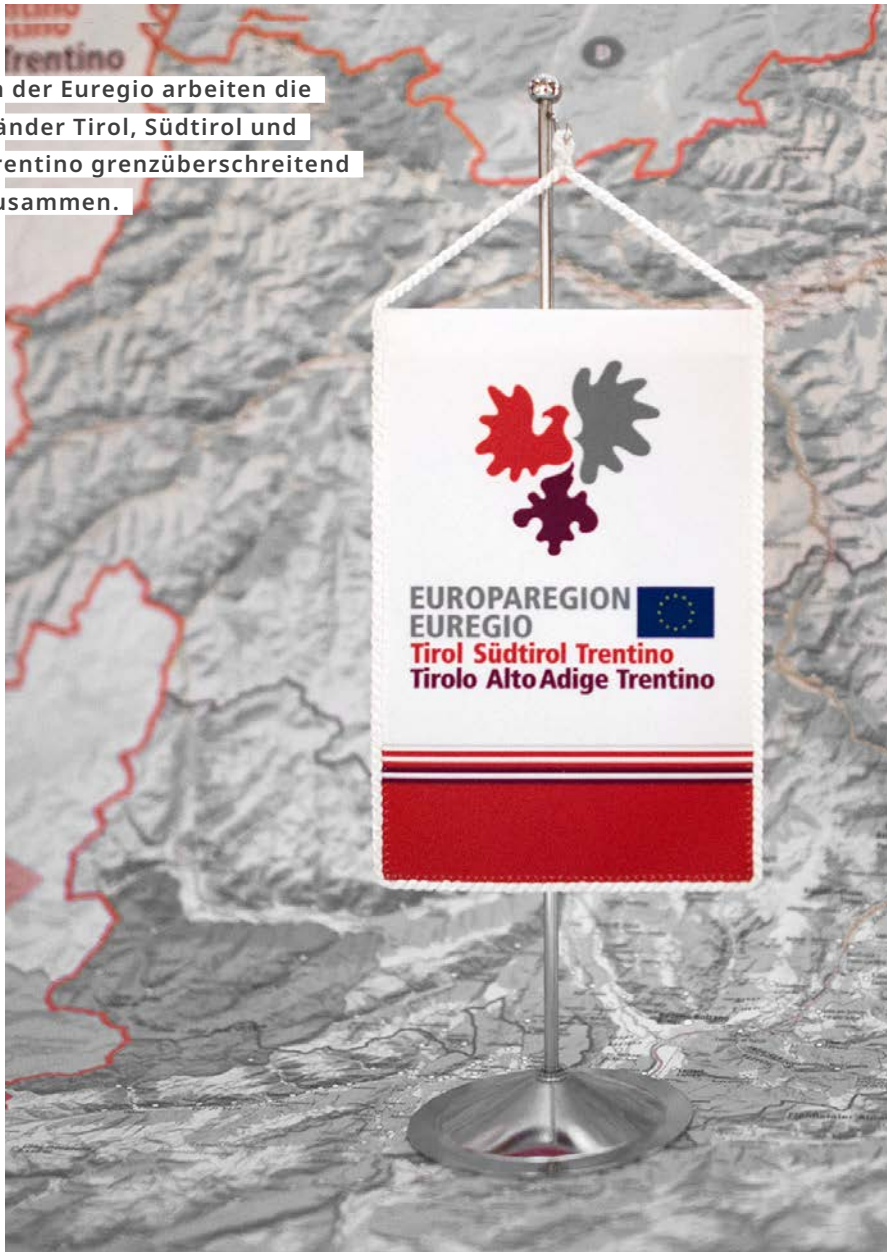 Trentino
n der Euregio arbeiten die
änder Tirol, Südtirol und
rentino grenzüberschreitend
usammen.
D
EUROPAREGION
EUREGIO
Tirol Südtirol Trentino
Tirolo Alto Adige Trentino